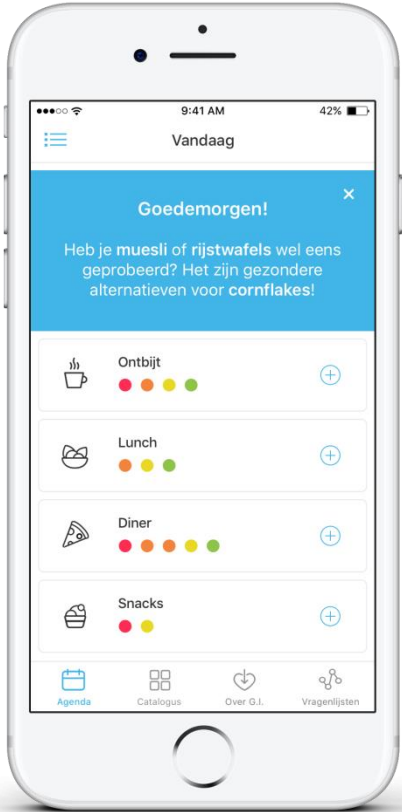 9:41 AM
42%
Vandaag
Goedemorgen!
Heb je muesli of rijstwafels wel eens
geprobeerd? Het zijn gezondere
alternatieven voor cornflakes!
Ontbijt
Lunch
Diner
Snacks
Agenda
Catalogus
Over G.I.
Vragenlijsten